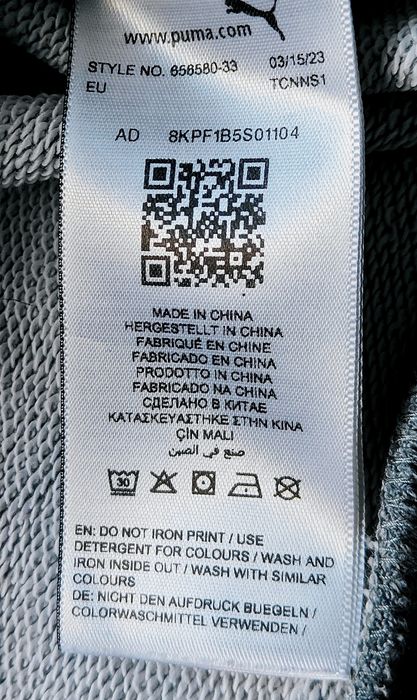 www.puma.com
STYLE NO. 656580-33 03/15/23
EU TCNNS1
AD 8KPF1B5S01104
MADE IN CHINA
HERGESTELLT IN CHINA
FABRIQUÉ EN CHINE
FABRICADO EN CHINA
PRODOTTO IN CHINA
FABRICADO NA CHINA
СДЕЛАНО В КИТАЕ
ΚΑΤΑΣΚΕΥΑΣΤΗΚΕ ΣΤΗΝ ΚΙΝΑ
ÇİN MALI
صنع في الصين
30
EN: DO NOT IRON PRINT / USE
DETERGENT FOR COLOURS / WASH AND
IRON INSIDE OUT / WASH WITH SIMILAR
COLOURS
DE: NICHT DEN AUFDRUCK BUEGELN /
COLORWASCHMITTEL VERWENDEN /